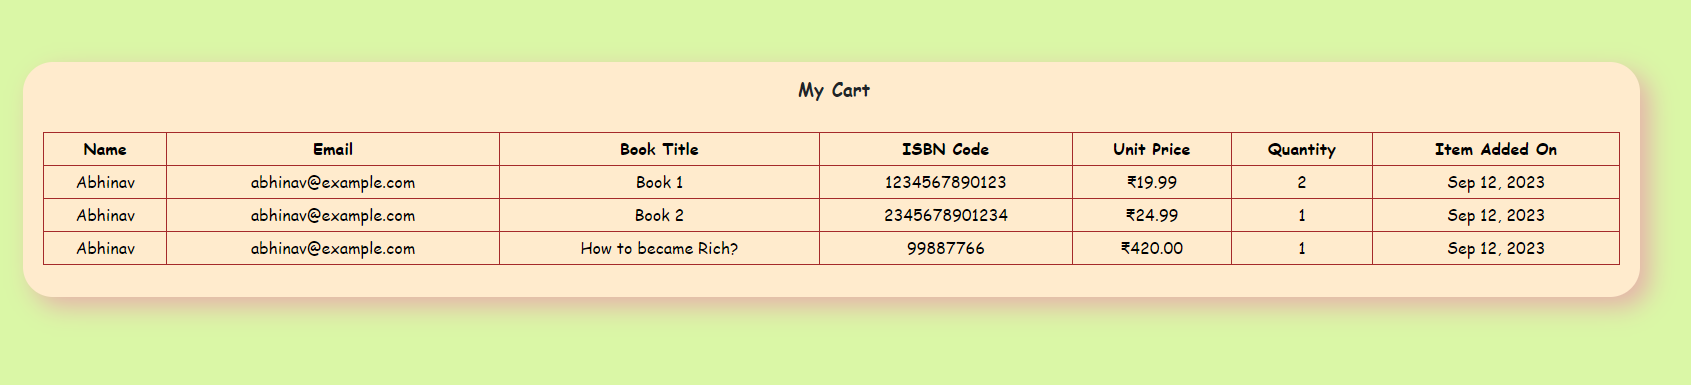 My Cart
Name Email Book Title ISBN Code Unit Price Quantity Item Added On
Abhinav abhinav@example.com Book 1 1234567890123 ₹19.99 2 Sep 12, 2023
Abhinav abhinav@example.com Book 2 2345678901234 ₹24.99 1 Sep 12, 2023
Abhinav abhinav@example.com How to became Rich? 99887766 ₹420.00 1 Sep 12, 2023